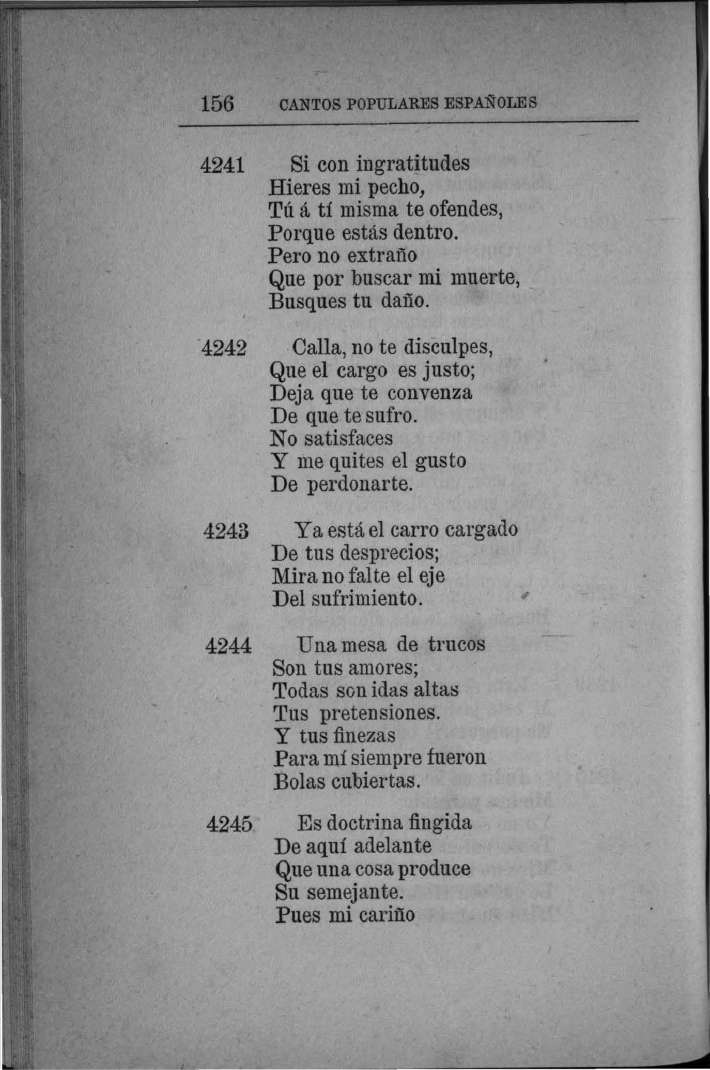 156 CANTOS POPULARES ESPAÑOLES
4241 Si con ingratitudes
Hieres mi pecho,
Tú á tí misma te ofendes,
Porque estás dentro.
Pero no extraño
Que por buscar mi muerte,
Busques tu daño.
4242 Calla, no te disculpes,
Que el cargo es justo;
Deja que te convenza
De que te sufro.
No satisfaces
Y me quites el gusto
De perdonarte.
4243 Ya está el carro cargado
De tus desprecios;
Mira no falte el eje
Del sufrimiento.
4244 Una mesa de trucos
Son tus amores;
Todas son idas altas
Tus pretensiones.
Y tus finezas
Para mí siempre fueron
Bolas cubiertas.
4245 Es doctrina fingida
De aquí adelante
Que una cosa produce
Su semejante.
Pues mi cariño